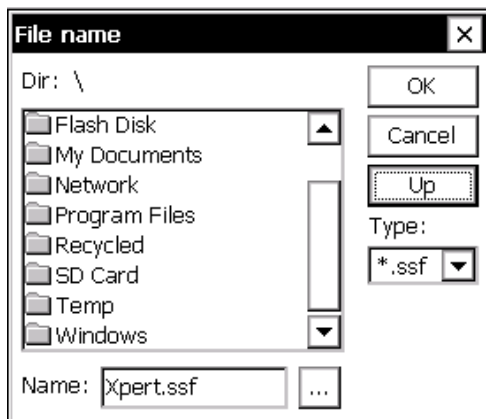 File name
Dir: \
OK
Flash Disk
My Documents
Cancel
Network
Up
Program Files
Type:
Recycled
SD Card
*.ssf
Temp
Windows
Name: Xpert.ssf ...